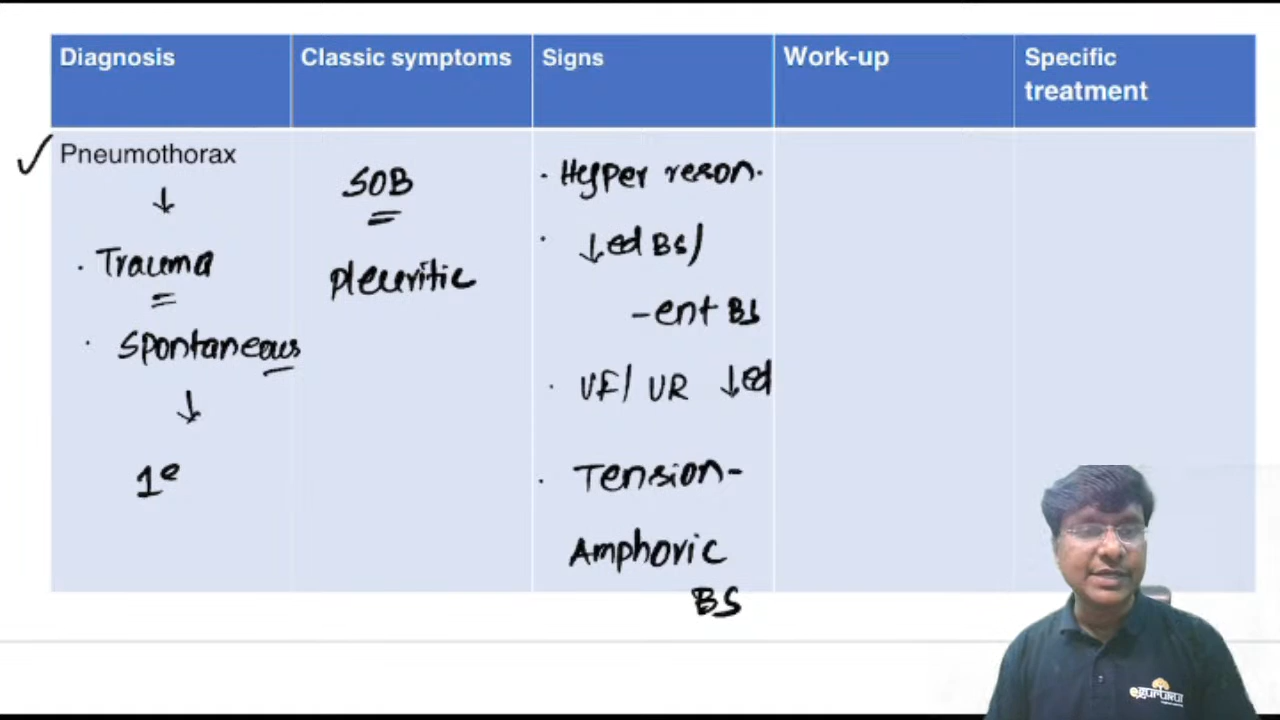 Diagnosis
Classic symptoms
Signs
Work-up
Specific
treatment
✓ Pneumothorax
↓
· Trauma
· Spontaneous
↓
1°
SOB
Pleuritic
· Hyper reson.
· ↓ed BS/
-ent BS
· VF/ VR ↓ed
· Tension-
Amphoric
BS
egurukul